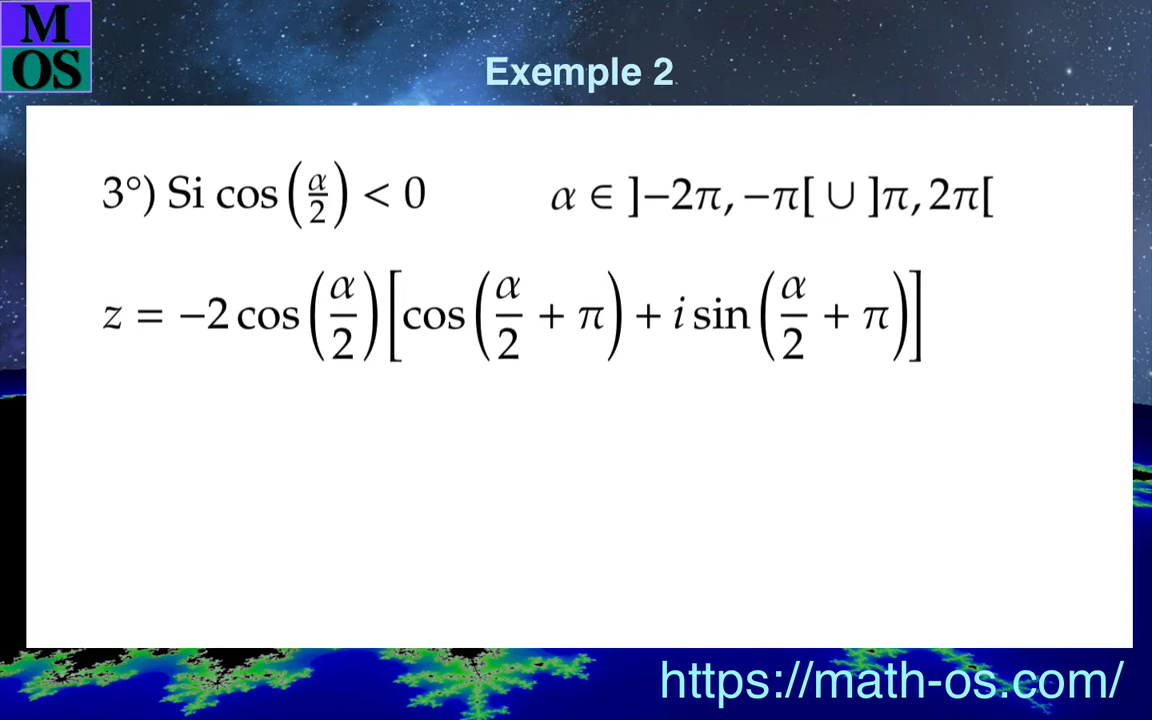 M
OS
Exemple 2
3°) Si cos(α/2) < 0 α ∈ ]−2π, −π[ ∪ ]π, 2π[
z = −2 cos(α/2)[cos(α/2 + π) + i sin(α/2 + π)]
https://math-os.com/